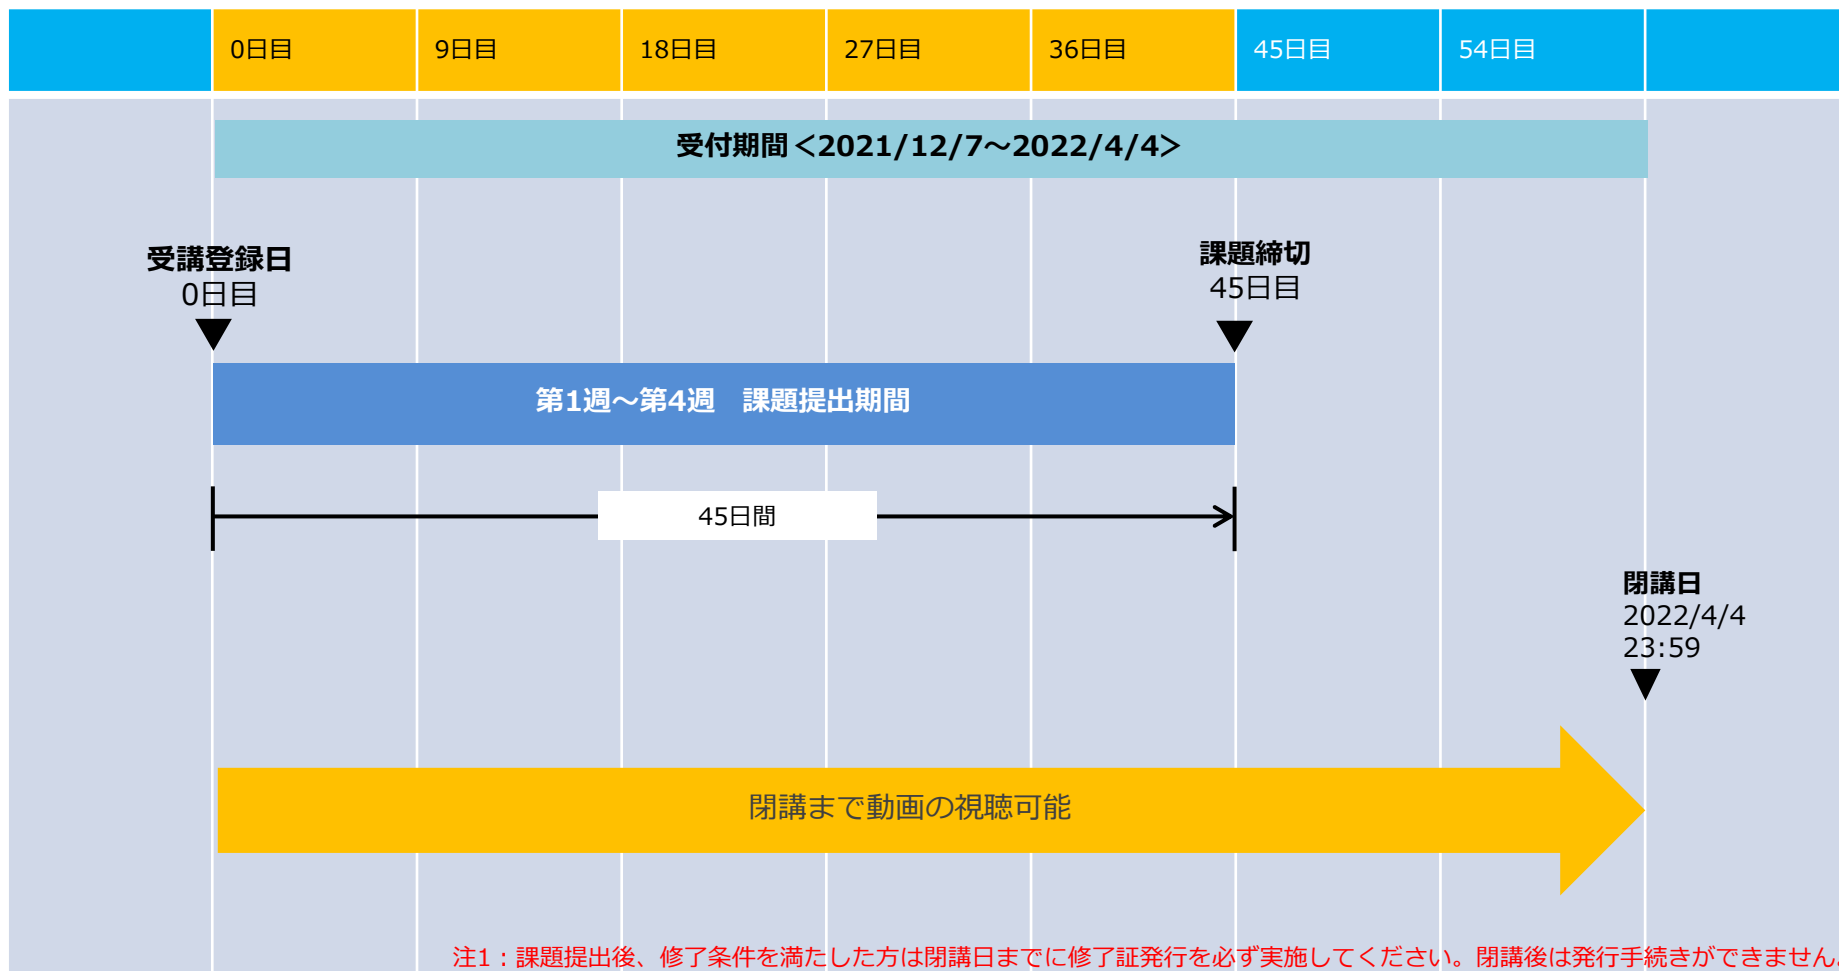 0日目 9日目 18日目 27日目 36日目 45日目 54日目
受付期間<2021/12/7～2022/4/4>
受講登録日
0日目
課題締切
45日目
第1週～第4週　課題提出期間
45日間
閉講日
2022/4/4
23:59
閉講まで動画の視聴可能
注1：課題提出後、修了条件を満たした方は閉講日までに修了証発行を必ず実施してください。閉講後は発行手続きができません。